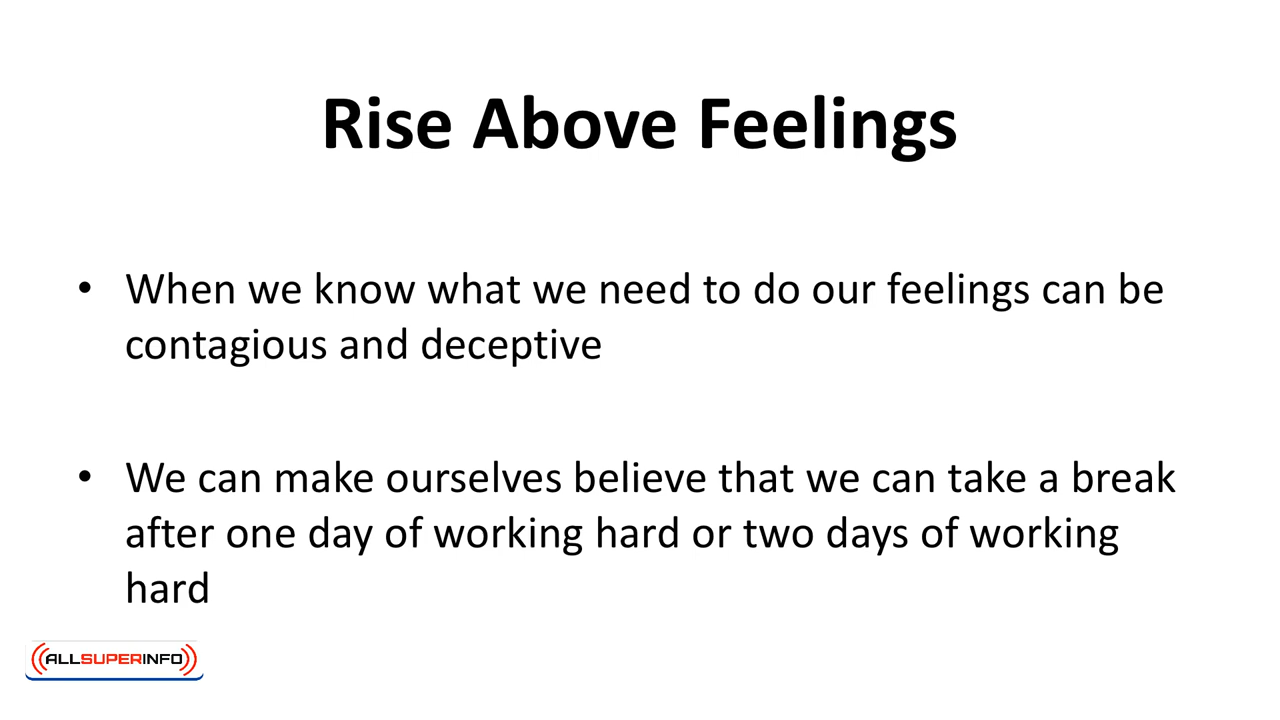 Rise Above Feelings
• When we know what we need to do our feelings can be
contagious and deceptive
• We can make ourselves believe that we can take a break
after one day of working hard or two days of working
hard
ALLSUPERINFO